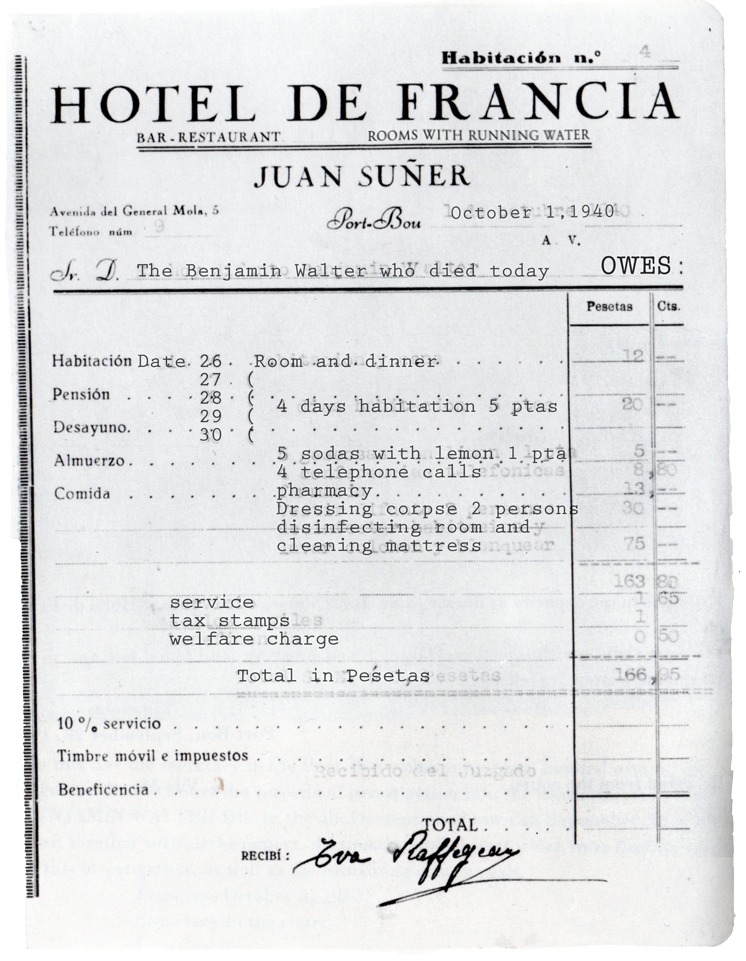 Habitación n.º 4
HOTEL DE FRANCIA
BAR-RESTAURANT ROOMS WITH RUNNING WATER
JUAN SUÑER
Avenida del General Mola, 5
Teléfono núm 9
Port-Bou October 1,1940
A V.
Sr. D. The Benjamin Walter who died today OWES:
Pesetas Cts.
Habitación Date 26 . Room and dinner 12 --
27 (
Pensión 28 (
4 days habitation 5 ptas 20 --
29 (
Desayuno. 30 (
5 sodas with lemon 1 pta 5 --
Almuerzo 4 telephone calls 8,80
Comida pharmacy 13,--
Dressing corpse 2 persons 30 --
disinfecting room and
cleaning mattress 75 --
163 80
service 1 65
tax stamps 1
welfare charge 0 50
Total in Pesetas 166,95
10 % servicio
Timbre móvil e impuestos
Recibido del Juzgado
Beneficencia
TOTAL
RECIBÍ: